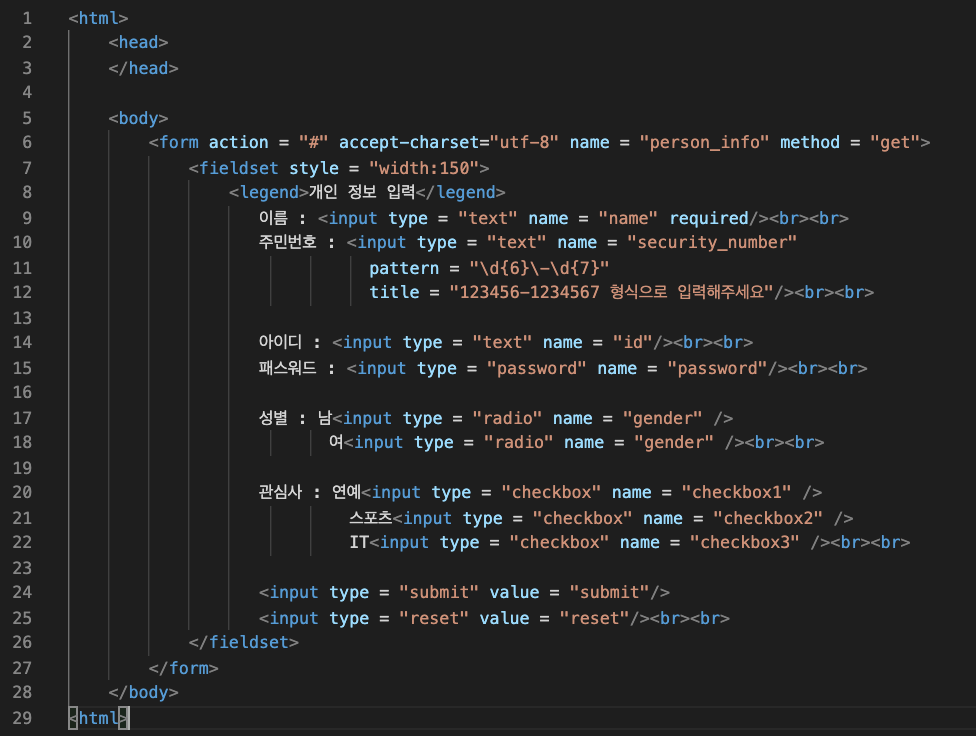 1 <html>
2 <head>
3 </head>
4
5 <body>
6 <form action = "#" accept-charset="utf-8" name = "person_info" method = "get">
7 <fieldset style = "width:150">
8 <legend>개인 정보 입력</legend>
9 이름 : <input type = "text" name = "name" required/><br><br>
10 주민번호 : <input type = "text" name = "security_number"
11 pattern = "\d{6}\-\d{7}"
12 title = "123456-1234567 형식으로 입력해주세요"/><br><br>
13
14 아이디 : <input type = "text" name = "id"/><br><br>
15 패스워드 : <input type = "password" name = "password"/><br><br>
16
17 성별 : 남<input type = "radio" name = "gender" />
18 여<input type = "radio" name = "gender" /><br><br>
19
20 관심사 : 연예<input type = "checkbox" name = "checkbox1" />
21 스포츠<input type = "checkbox" name = "checkbox2" />
22 IT<input type = "checkbox" name = "checkbox3" /><br><br>
23
24 <input type = "submit" value = "submit"/>
25 <input type = "reset" value = "reset"/><br><br>
26 </fieldset>
27 </form>
28 </body>
29 <html>